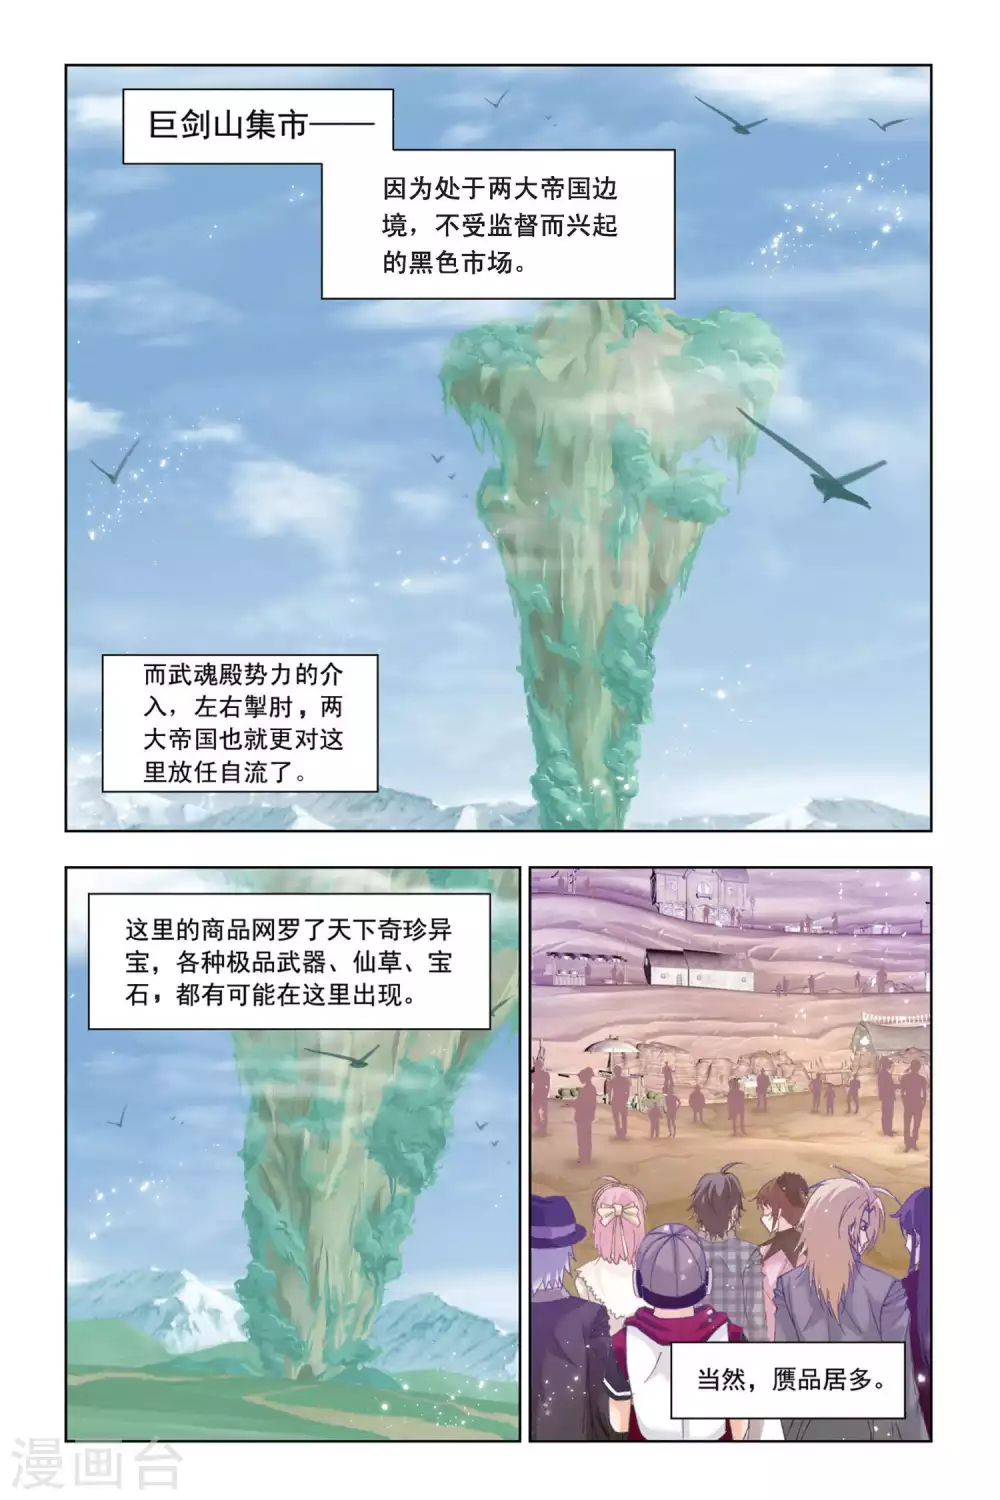 巨剑山集市——
因为处于两大帝国边
境，不受监督而兴起
的黑色市场。
而武魂殿势力的介
入，左右掣肘，两
大帝国也就更对这
里放任自流了。
这里的商品网罗了天下奇珍异
宝，各种极品武器、仙草、宝
石，都有可能在这里出现。
当然，赝品居多。
漫画台